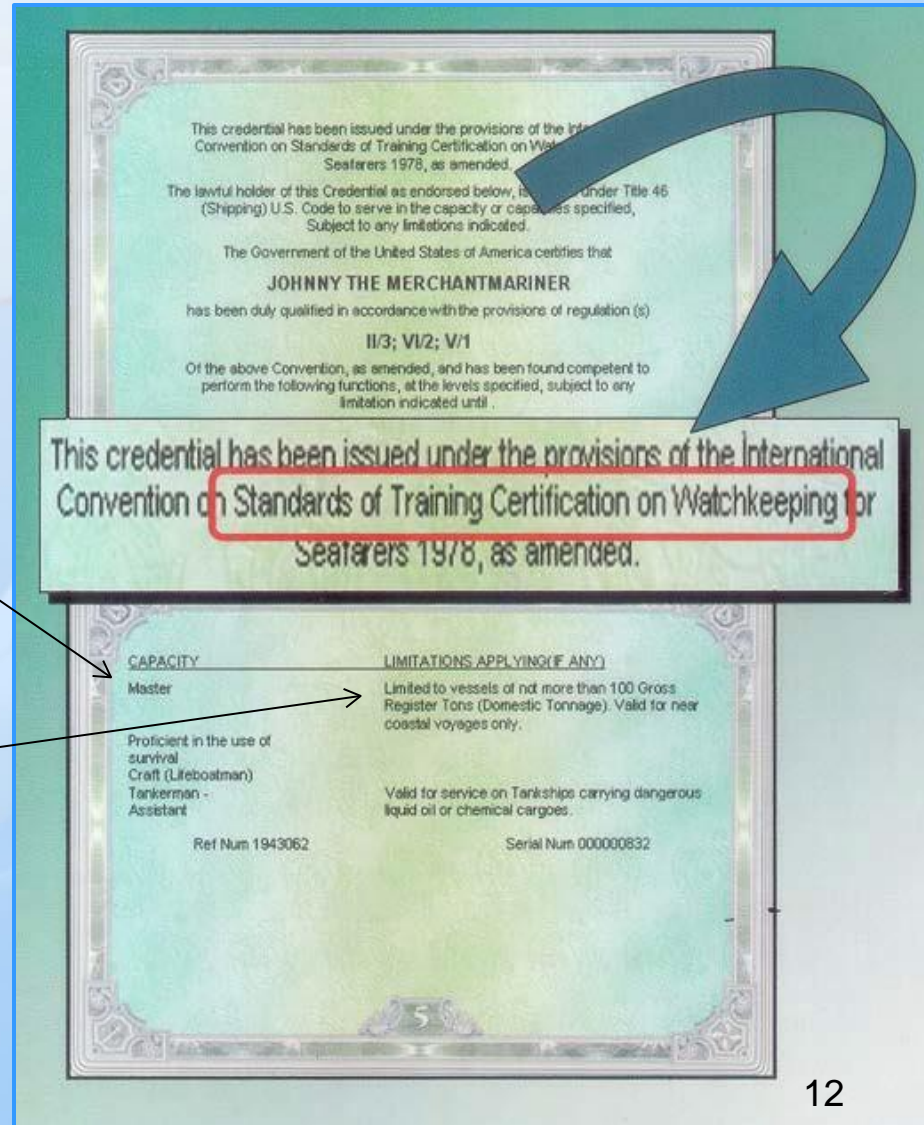 This credential has been issued under the provisions of the
Convention on Standards of Training Certification on
Seafarers 1978, as amended.
The lawful holder of this Credential as endorsed below, under Title 46
(Shipping) U.S. Code to serve in the capacity or specified,
Subject to any limitations indicated.
The Government of the United States of America certifies that
JOHNNY THE MERCHANTMARINER
has been duly qualified in accordance with the provisions of regulation (s)
II/3; VI/2; V/1
Of the above Convention, as amended, and has been found competent to
perform the following functions, at the levels specified, subject to any
limitation indicated until .
This credential has been issued under the provisions of the International
Convention on Standards of Training Certification on Watchkeeping for
Seafarers 1978, as amended.
CAPACITY LIMITATIONS APPLYING(IF ANY)
Master Limited to vessels of not more than 100 Gross
Register Tons (Domestic Tonnage). Valid for near
coastal voyages only.
Proficient in the use of
survival
Craft (Lifeboatman)
Tankerman - Valid for service on Tankships carrying dangerous
Assistant liquid oil or chemical cargoes.
Ref Num 1943062 Serial Num 000000832
5
12